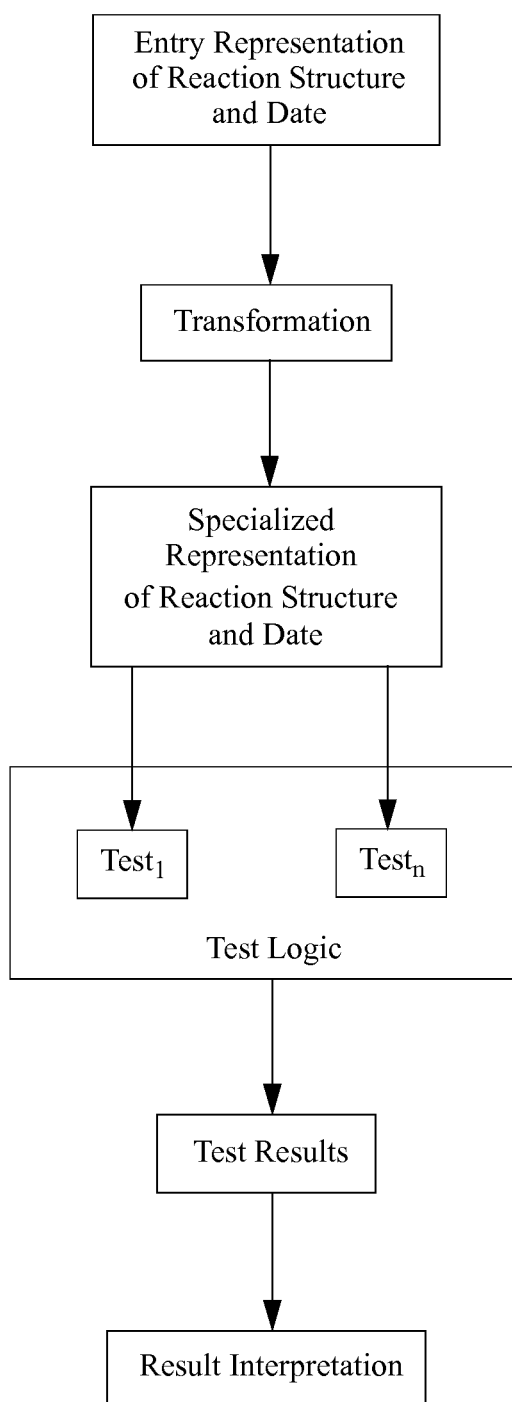 Entry Representation
of Reaction Structure
and Date
Transformation
Specialized
Representation
of Reaction Structure
and Date
Test₁
Testₙ
Test Logic
Test Results
Result Interpretation